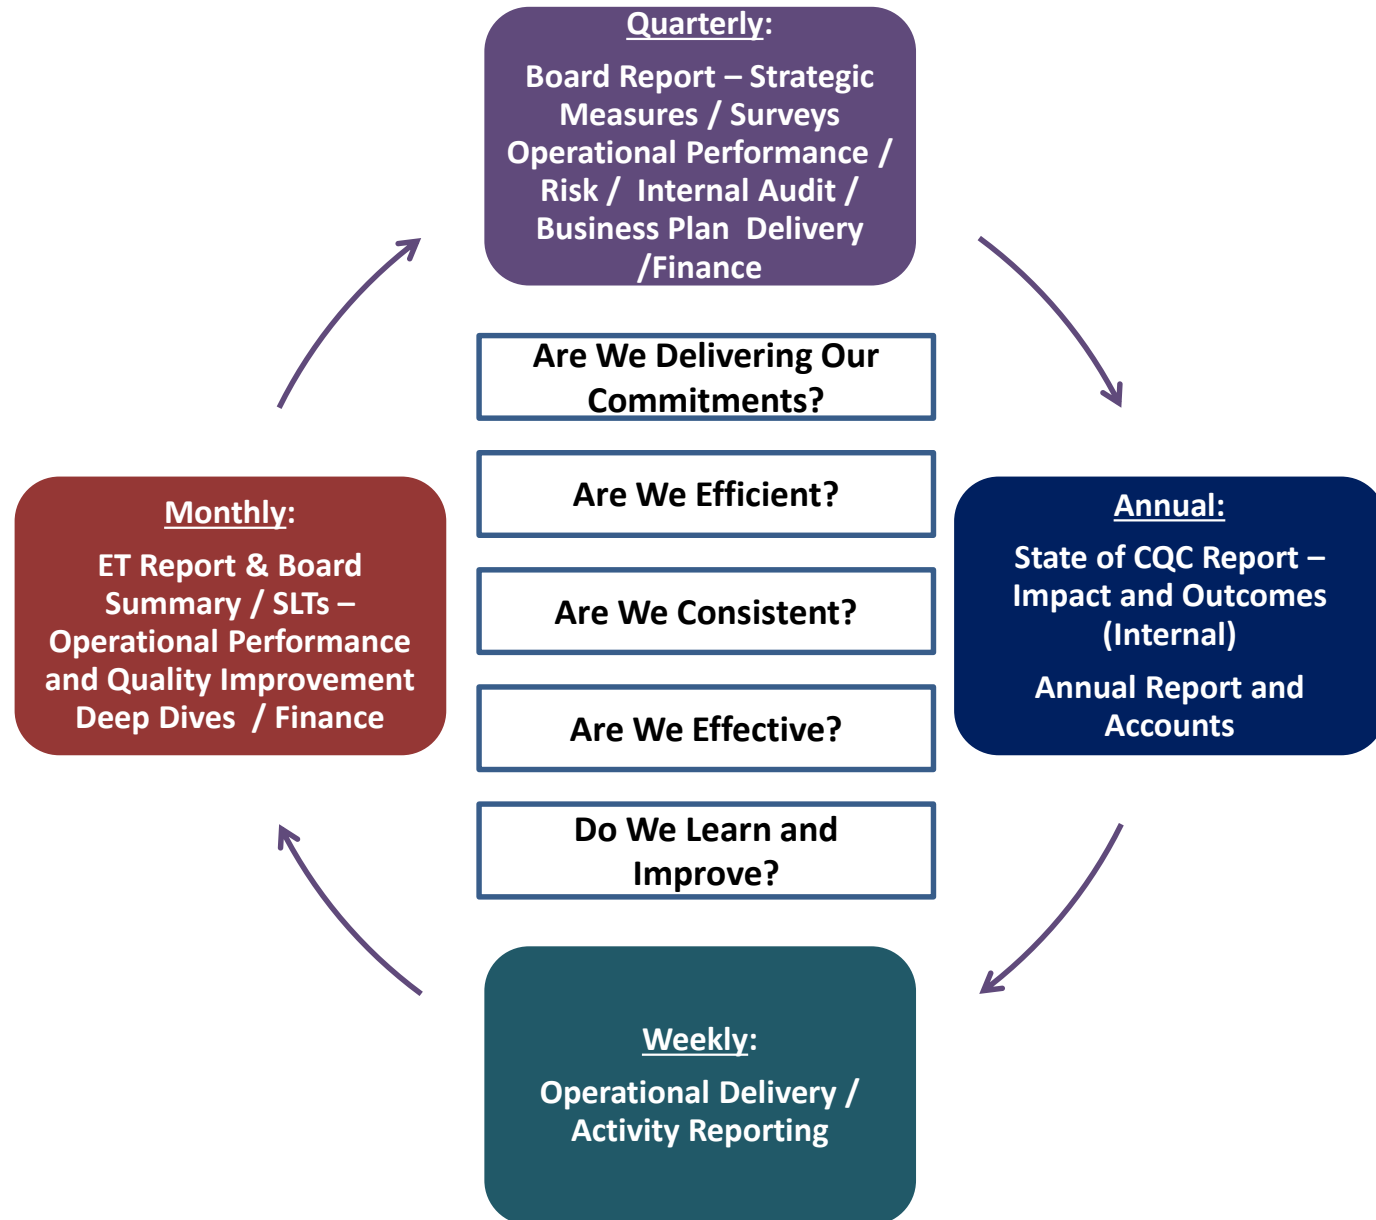 Quarterly:
Board Report – Strategic
Measures / Surveys
Operational Performance /
Risk /  Internal Audit /
Business Plan  Delivery
/Finance
Are We Delivering Our
Commitments?
Are We Efficient?
Are We Consistent?
Are We Effective?
Do We Learn and
Improve?
Monthly:
ET Report & Board
Summary / SLTs –
Operational Performance
and Quality Improvement
Deep Dives  / Finance
Annual:
State of CQC Report –
Impact and Outcomes
(Internal)
Annual Report and
Accounts
Weekly:
Operational Delivery /
Activity Reporting